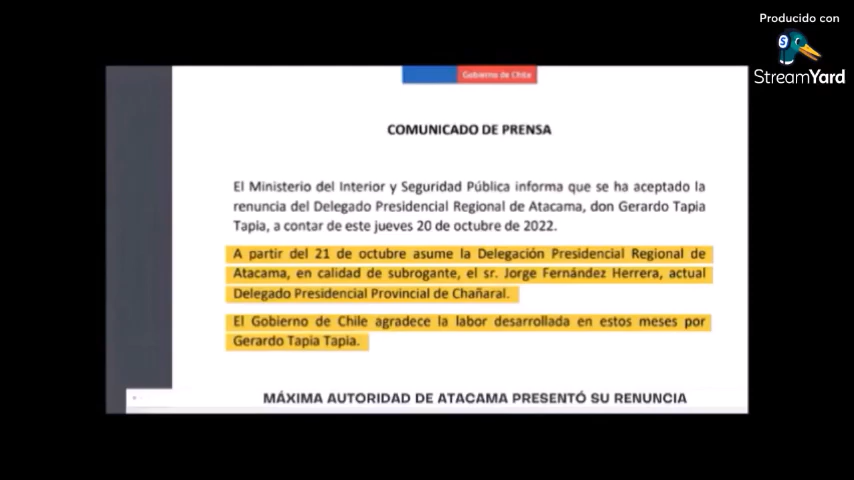 Producido con
StreamYard
Gobierno de Chile
COMUNICADO DE PRENSA
El Ministerio del Interior y Seguridad Pública informa que se ha aceptado la
renuncia del Delegado Presidencial Regional de Atacama, don Gerardo Tapia
Tapia, a contar de este jueves 20 de octubre de 2022.
A partir del 21 de octubre asume la Delegación Presidencial Regional de
Atacama, en calidad de subrogante, el sr. Jorge Fernández Herrera, actual
Delegado Presidencial Provincial de Chañaral.
El Gobierno de Chile agradece la labor desarrollada en estos meses por
Gerardo Tapia Tapia.
MÁXIMA AUTORIDAD DE ATACAMA PRESENTÓ SU RENUNCIA